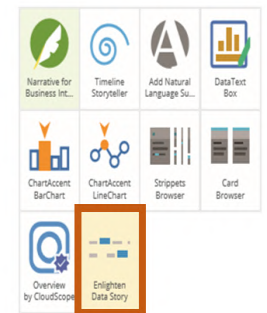 Narrative for
Business Int...
Timeline
Storyteller
Add Natural
Language Su...
DataText
Box
ChartAccent
BarChart
ChartAccent
LineChart
Strippets
Browser
Card
Browser
Overview
by CloudScope
Enlighten
Data Story